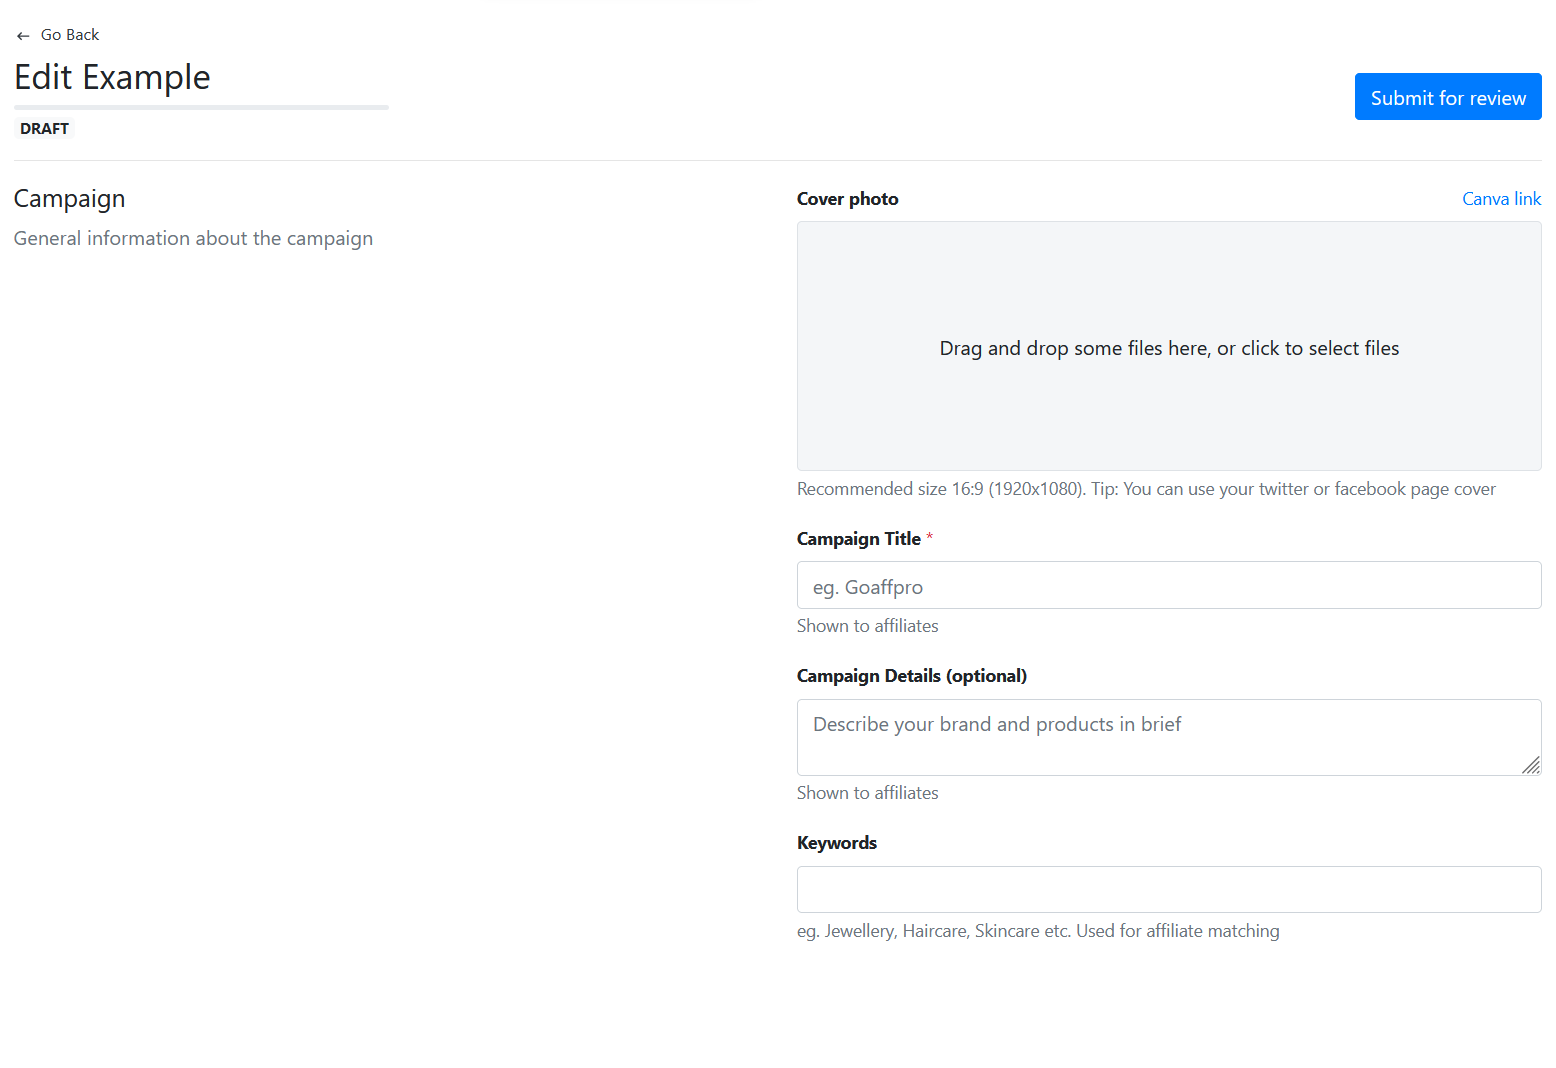 ← Go Back
Edit Example
Submit for review
DRAFT
Campaign
General information about the campaign
Cover photo
Canva link
Drag and drop some files here, or click to select files
Recommended size 16:9 (1920x1080). Tip: You can use your twitter or facebook page cover
Campaign Title *
eg. Goaffpro
Shown to affiliates
Campaign Details (optional)
Describe your brand and products in brief
Shown to affiliates
Keywords
eg. Jewellery, Haircare, Skincare etc. Used for affiliate matching